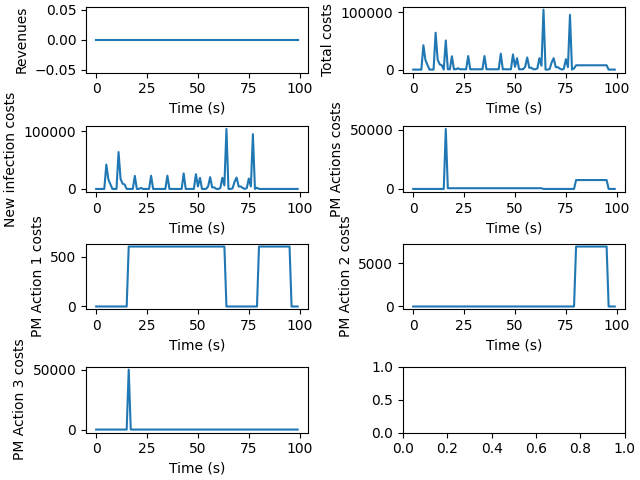 Revenues
0.05
0.00
−0.05
0 25 50 75 100
Time (s)
Total costs
100000
0
0 25 50 75 100
Time (s)
New infection costs
100000
0
0 25 50 75 100
Time (s)
PM Actions costs
50000
0
0 25 50 75 100
Time (s)
PM Action 1 costs
500
0
0 25 50 75 100
Time (s)
PM Action 2 costs
5000
0
0 25 50 75 100
Time (s)
PM Action 3 costs
50000
0
0 25 50 75 100
Time (s)
1.0
0.5
0.0
0.0 0.2 0.4 0.6 0.8 1.0